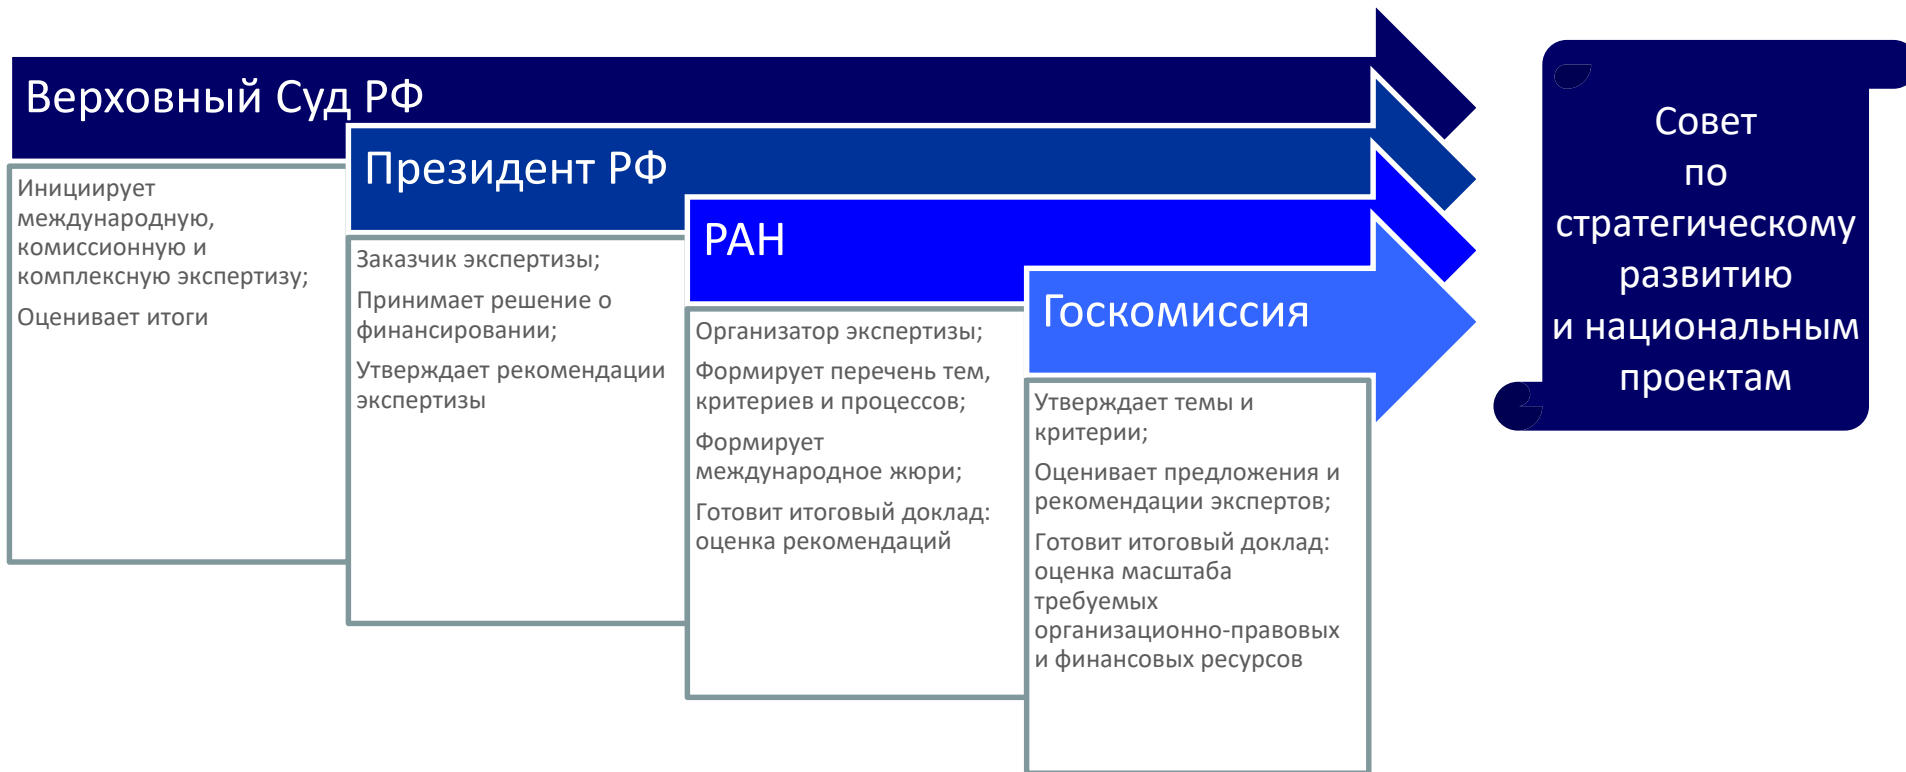 Верховный Суд РФ
Инициирует
международную,
комиссионную и
комплексную экспертизу;
Оценивает итоги
Президент РФ
Заказчик экспертизы;
Принимает решение о
финансировании;
Утверждает рекомендации
экспертизы
РАН
Организатор экспертизы;
Формирует перечень тем,
критериев и процессов;
Формирует
международное жюри;
Готовит итоговый доклад:
оценка рекомендаций
Госкомиссия
Утверждает темы и
критерии;
Оценивает предложения и
рекомендации экспертов;
Готовит итоговый доклад:
оценка масштаба
требуемых
организационно-правовых
и финансовых ресурсов
Совет
по
стратегическому
развитию
и национальным
проектам